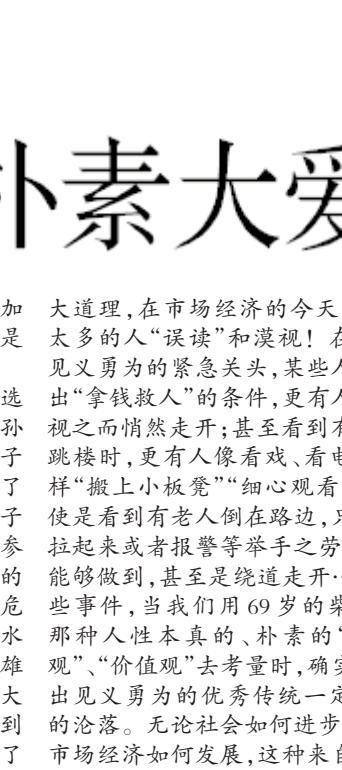 朴素大爱
加
是
选
孙
子
了
子
参
的
危
水
雄
大
到
了
大道理，在市场经济的今天
太多的人“误读”和漠视！在
见义勇为的紧急关头，某些人
出“拿钱救人”的条件，更有人
视之而悄然走开；甚至看到有
跳楼时，更有人像看戏、看电
样“搬上小板凳”“细心观看
使是看到有老人倒在路边，只
拉起来或者报警等举手之劳
能够做到，甚至是绕道走开…
些事件，当我们用69岁的柴
那种人性本真的、朴素的“
观”、“价值观”去考量时，确实
出见义勇为的优秀传统一定
的沦落。无论社会如何进步
市场经济如何发展，这种来自